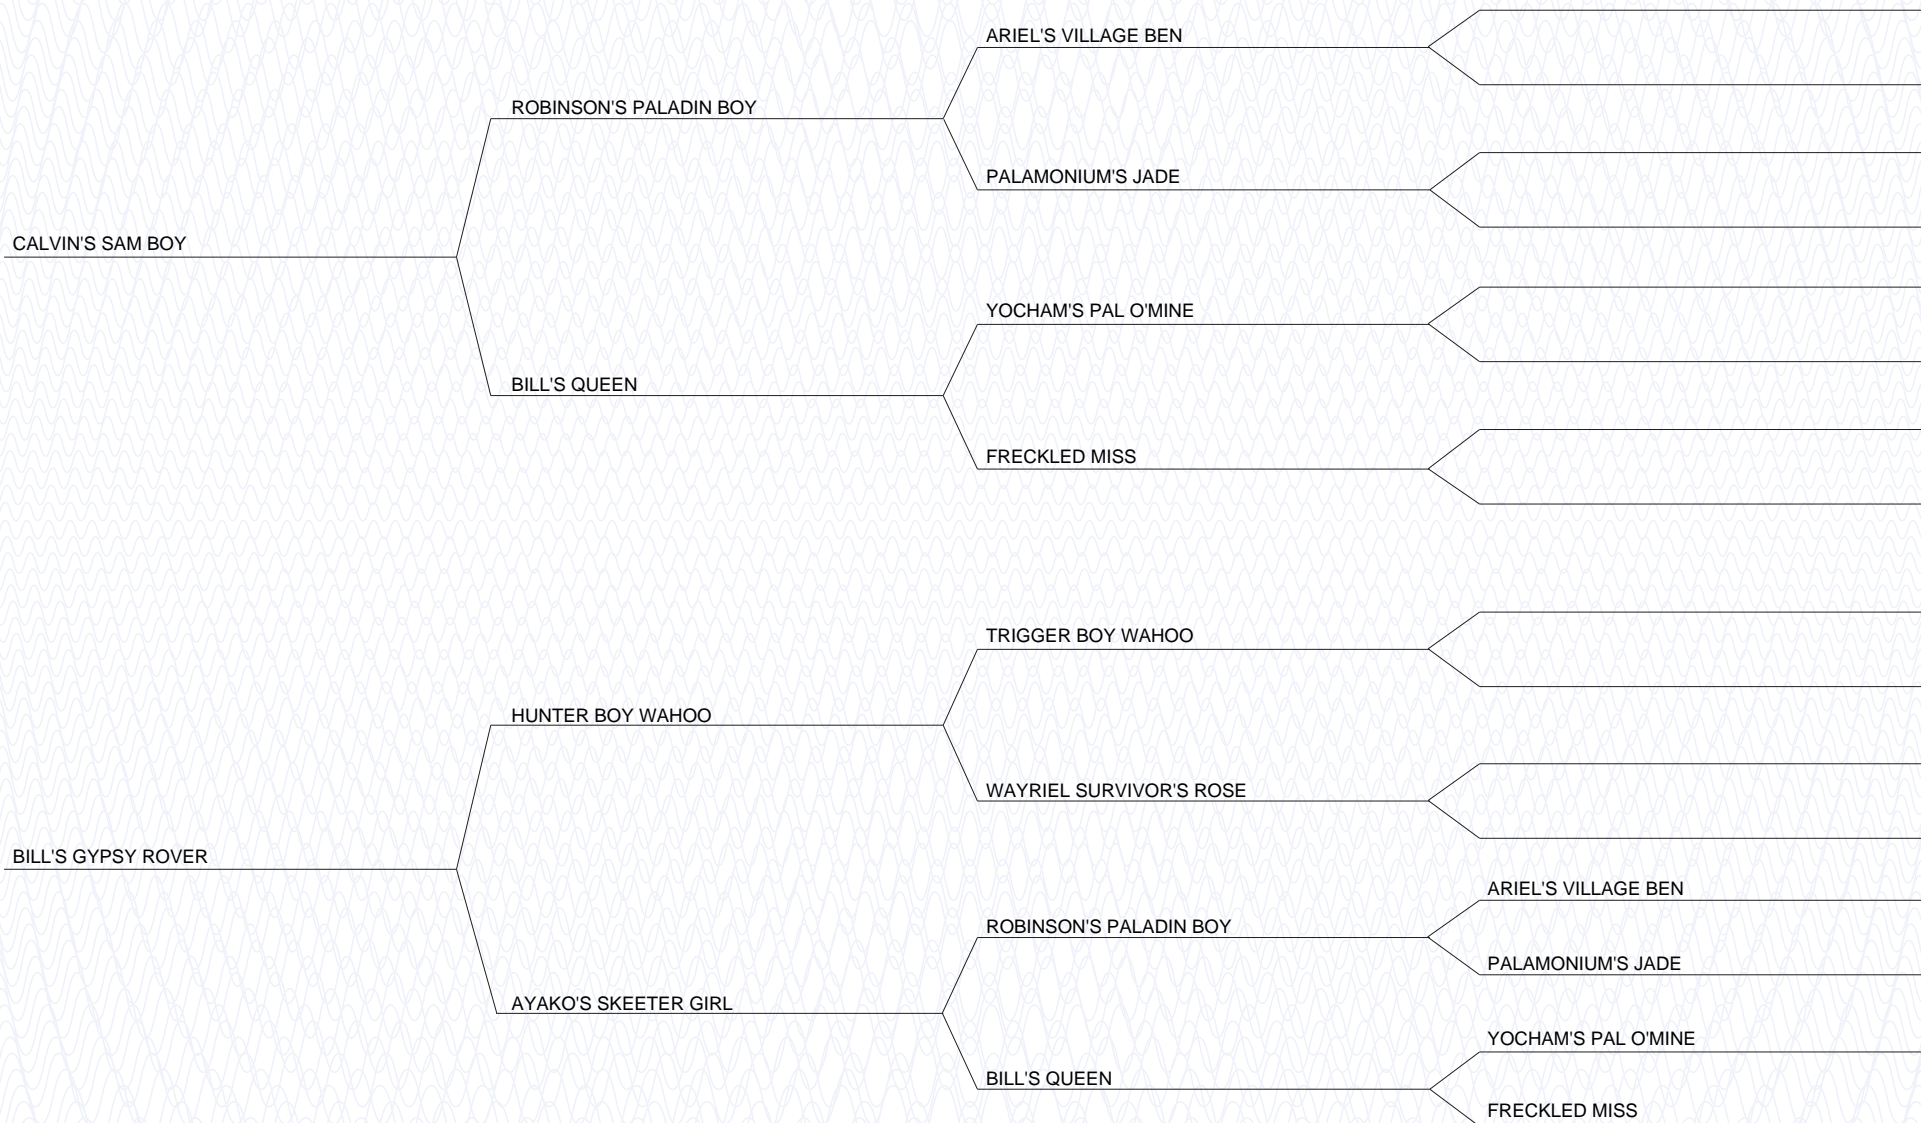 ARIEL'S VILLAGE BEN
ROBINSON'S PALADIN BOY
PALAMONIUM'S JADE
CALVIN'S SAM BOY
YOCHAM'S PAL O'MINE
BILL'S QUEEN
FRECKLED MISS
TRIGGER BOY WAHOO
HUNTER BOY WAHOO
WAYRIEL SURVIVOR'S ROSE
BILL'S GYPSY ROVER
ARIEL'S VILLAGE BEN
ROBINSON'S PALADIN BOY
PALAMONIUM'S JADE
AYAKO'S SKEETER GIRL
YOCHAM'S PAL O'MINE
BILL'S QUEEN
FRECKLED MISS